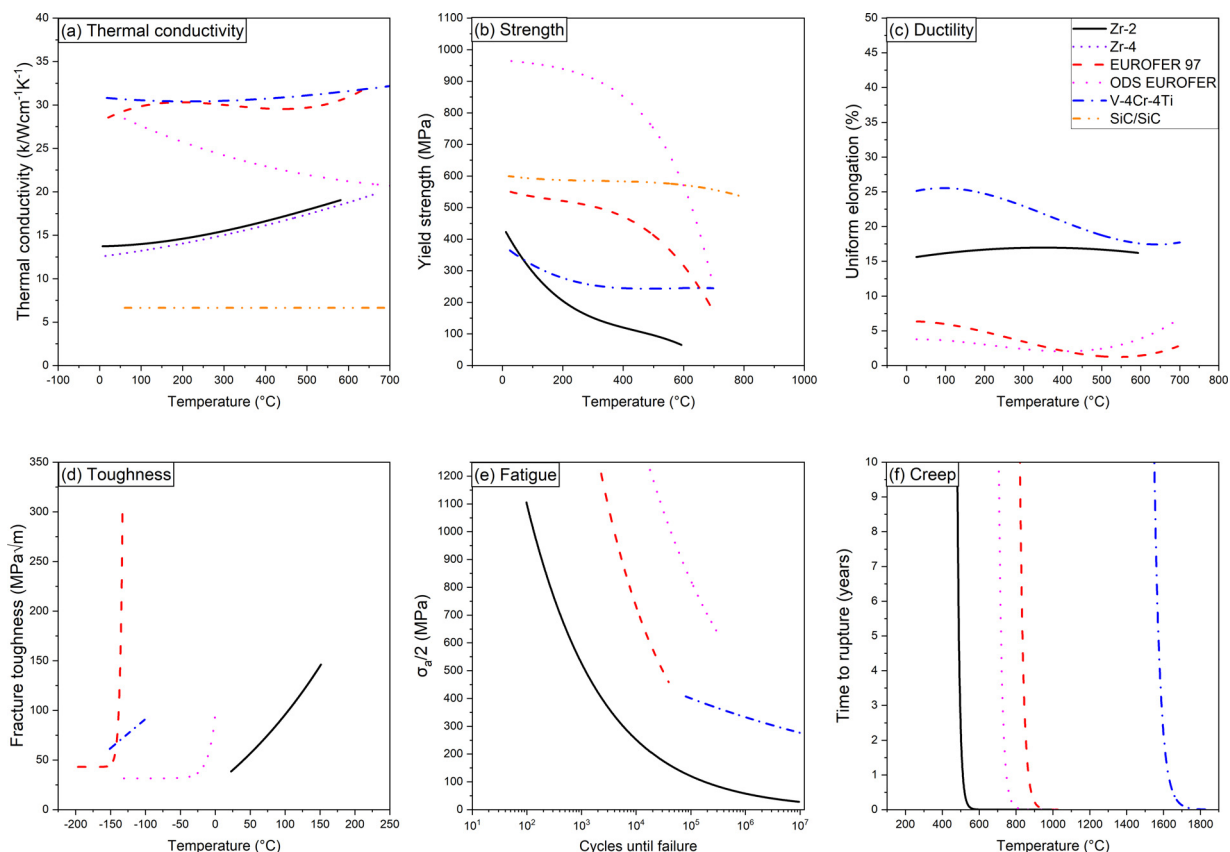 (a) Thermal conductivity
Thermal conductivity (k/Wcm⁻¹K⁻¹)
40
35
30
25
20
15
10
5
0
-100 0 100 200 300 400 500 600 700
Temperature (°C)
(b) Strength
Yield strength (MPa)
1100
1000
900
800
700
600
500
400
300
200
100
0
0 200 400 600 800 1000
Temperature (°C)
(c) Ductility
Zr-2
Zr-4
EUROFER 97
ODS EUROFER
V-4Cr-4Ti
SiC/SiC
Uniform elongation (%)
50
45
40
35
30
25
20
15
10
5
0
0 100 200 300 400 500 600 700 800
Temperature (°C)
(d) Toughness
Fracture toughness (MPa√m)
350
300
250
200
150
100
50
0
-200 -150 -100 -50 0 50 100 150 200 250
Temperature (°C)
(e) Fatigue
σa/2 (MPa)
1200
1100
1000
900
800
700
600
500
400
300
200
100
0
10¹ 10² 10³ 10⁴ 10⁵ 10⁶ 10⁷
Cycles until failure
(f) Creep
Time to rupture (years)
10
9
8
7
6
5
4
3
2
1
0
200 400 600 800 1000 1200 1400 1600 1800
Temperature (°C)